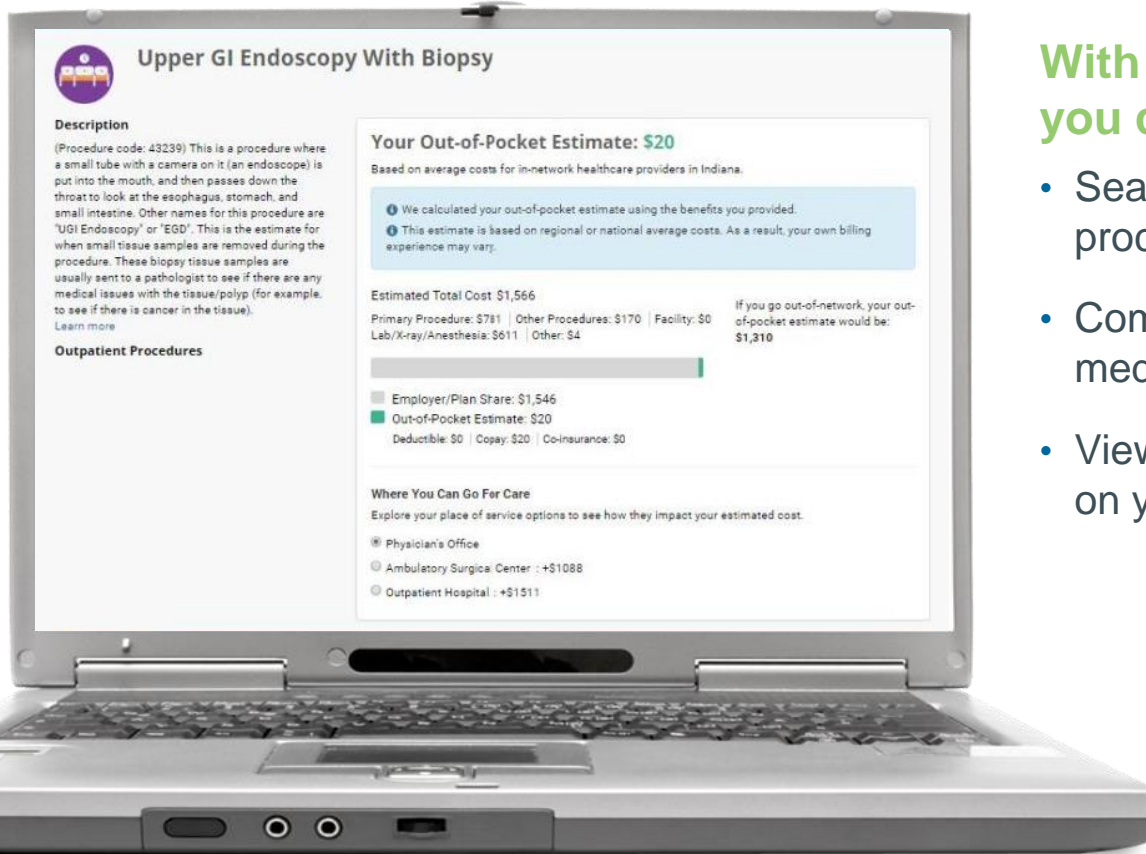 Upper GI Endoscopy With Biopsy
Description
(Procedure code: 43239) This is a procedure where
a small tube with a camera on it (an endoscope) is
put into the mouth, and then passes down the
throat to look at the esophagus, stomach, and
small intestine. Other names for this procedure are
"UGI Endoscopy" or "EGD". This is the estimate for
when small tissue samples are removed during the
procedure. These biopsy tissue samples are
usually sent to a pathologist to see if there are any
medical issues with the tissue/polyp (for example,
to see if there is cancer in the tissue).
Learn more
Outpatient Procedures
Your Out-of-Pocket Estimate: $20
Based on average costs for in-network healthcare providers in Indiana.
We calculated your out-of-pocket estimate using the benefits you provided.
This estimate is based on regional or national average costs. As a result, your own billing
experience may vary.
Estimated Total Cost $1,566
Primary Procedure: $781 | Other Procedures: $170 | Facility: $0
Lab/X-ray/Anesthesia: $611 | Other: $4
If you go out-of-network, your out-
of-pocket estimate would be:
$1,310
Employer/Plan Share: $1,546
Out-of-Pocket Estimate: $20
Deductible: $0 | Copay: $20 | Co-insurance: $0
Where You Can Go For Care
Explore your place of service options to see how they impact your estimated cost.
Physician's Office
Ambulatory Surgical Center : +$1088
Outpatient Hospital : +$1511
With
you
• Sea
proc
• Com
med
• View
on y